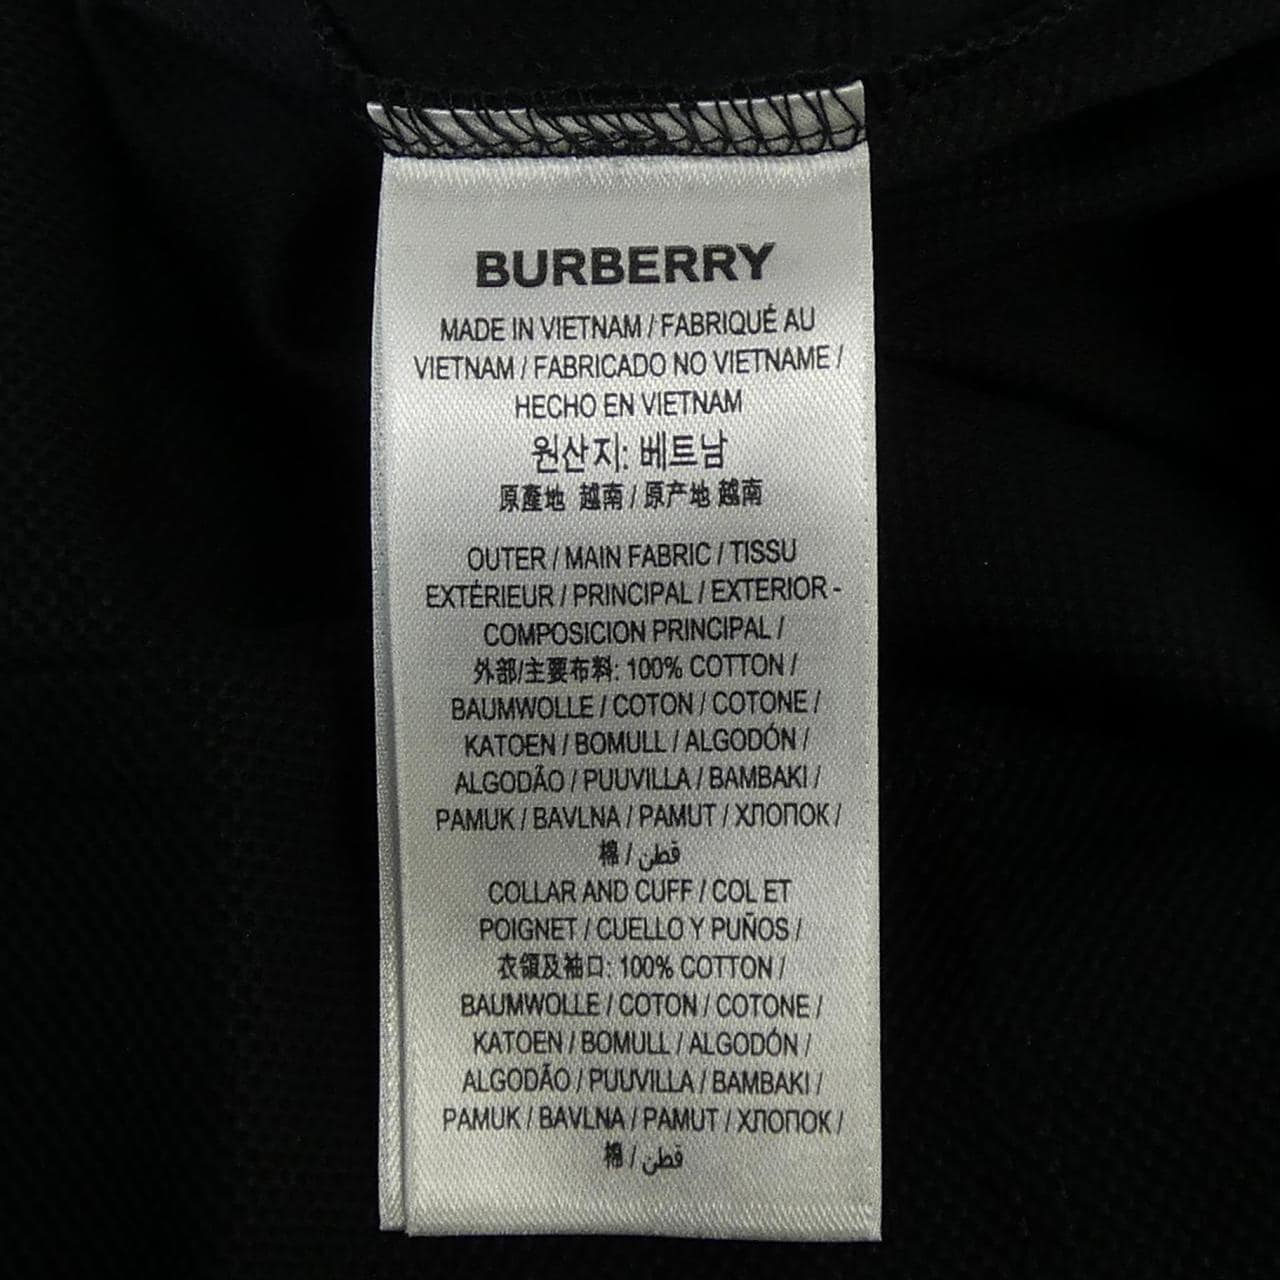 BURBERRY
MADE IN VIETNAM / FABRIQUÉ AU
VIETNAM / FABRICADO NO VIETNAME /
HECHO EN VIETNAM
원산지: 베트남
原產地 越南 / 原产地 越南
OUTER / MAIN FABRIC / TISSU
EXTÉRIEUR / PRINCIPAL / EXTERIOR -
COMPOSICION PRINCIPAL /
外部/主要布料: 100% COTTON /
BAUMWOLLE / COTON / COTONE /
KATOEN / BOMULL / ALGODÓN /
ALGODÃO / PUUVILLA / BAMBAKI /
PAMUK / BAVLNA / PAMUT / ХЛОПОК /
棉 / قطن
COLLAR AND CUFF / COL ET
POIGNET / CUELLO Y PUÑOS /
衣領及袖口: 100% COTTON /
BAUMWOLLE / COTON / COTONE /
KATOEN / BOMULL / ALGODÓN /
ALGODÃO / PUUVILLA / BAMBAKI /
PAMUK / BAVLNA / PAMUT / ХЛОПОК /
棉 / قطن